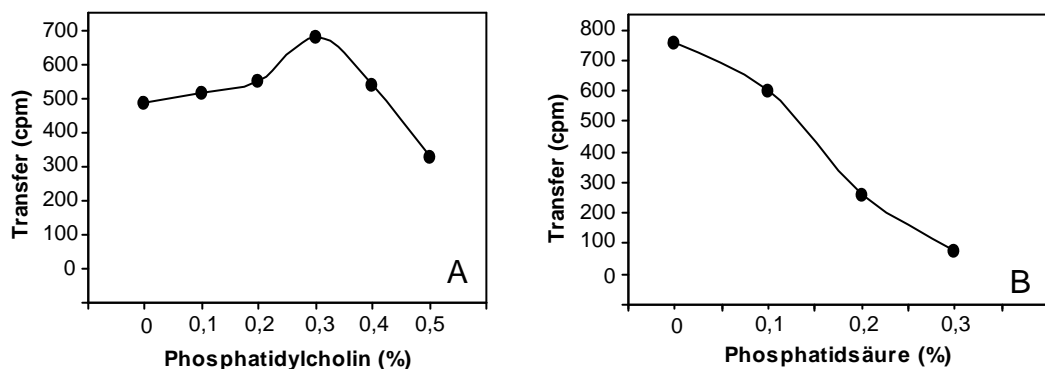 Transfer (cpm)
700
600
500
400
300
200
100
0
A
0 0,1 0,2 0,3 0,4 0,5
Phosphatidylcholin (%)
Transfer (cpm)
800
700
600
500
400
300
200
100
0
B
0 0,1 0,2 0,3
Phosphatidsäure (%)